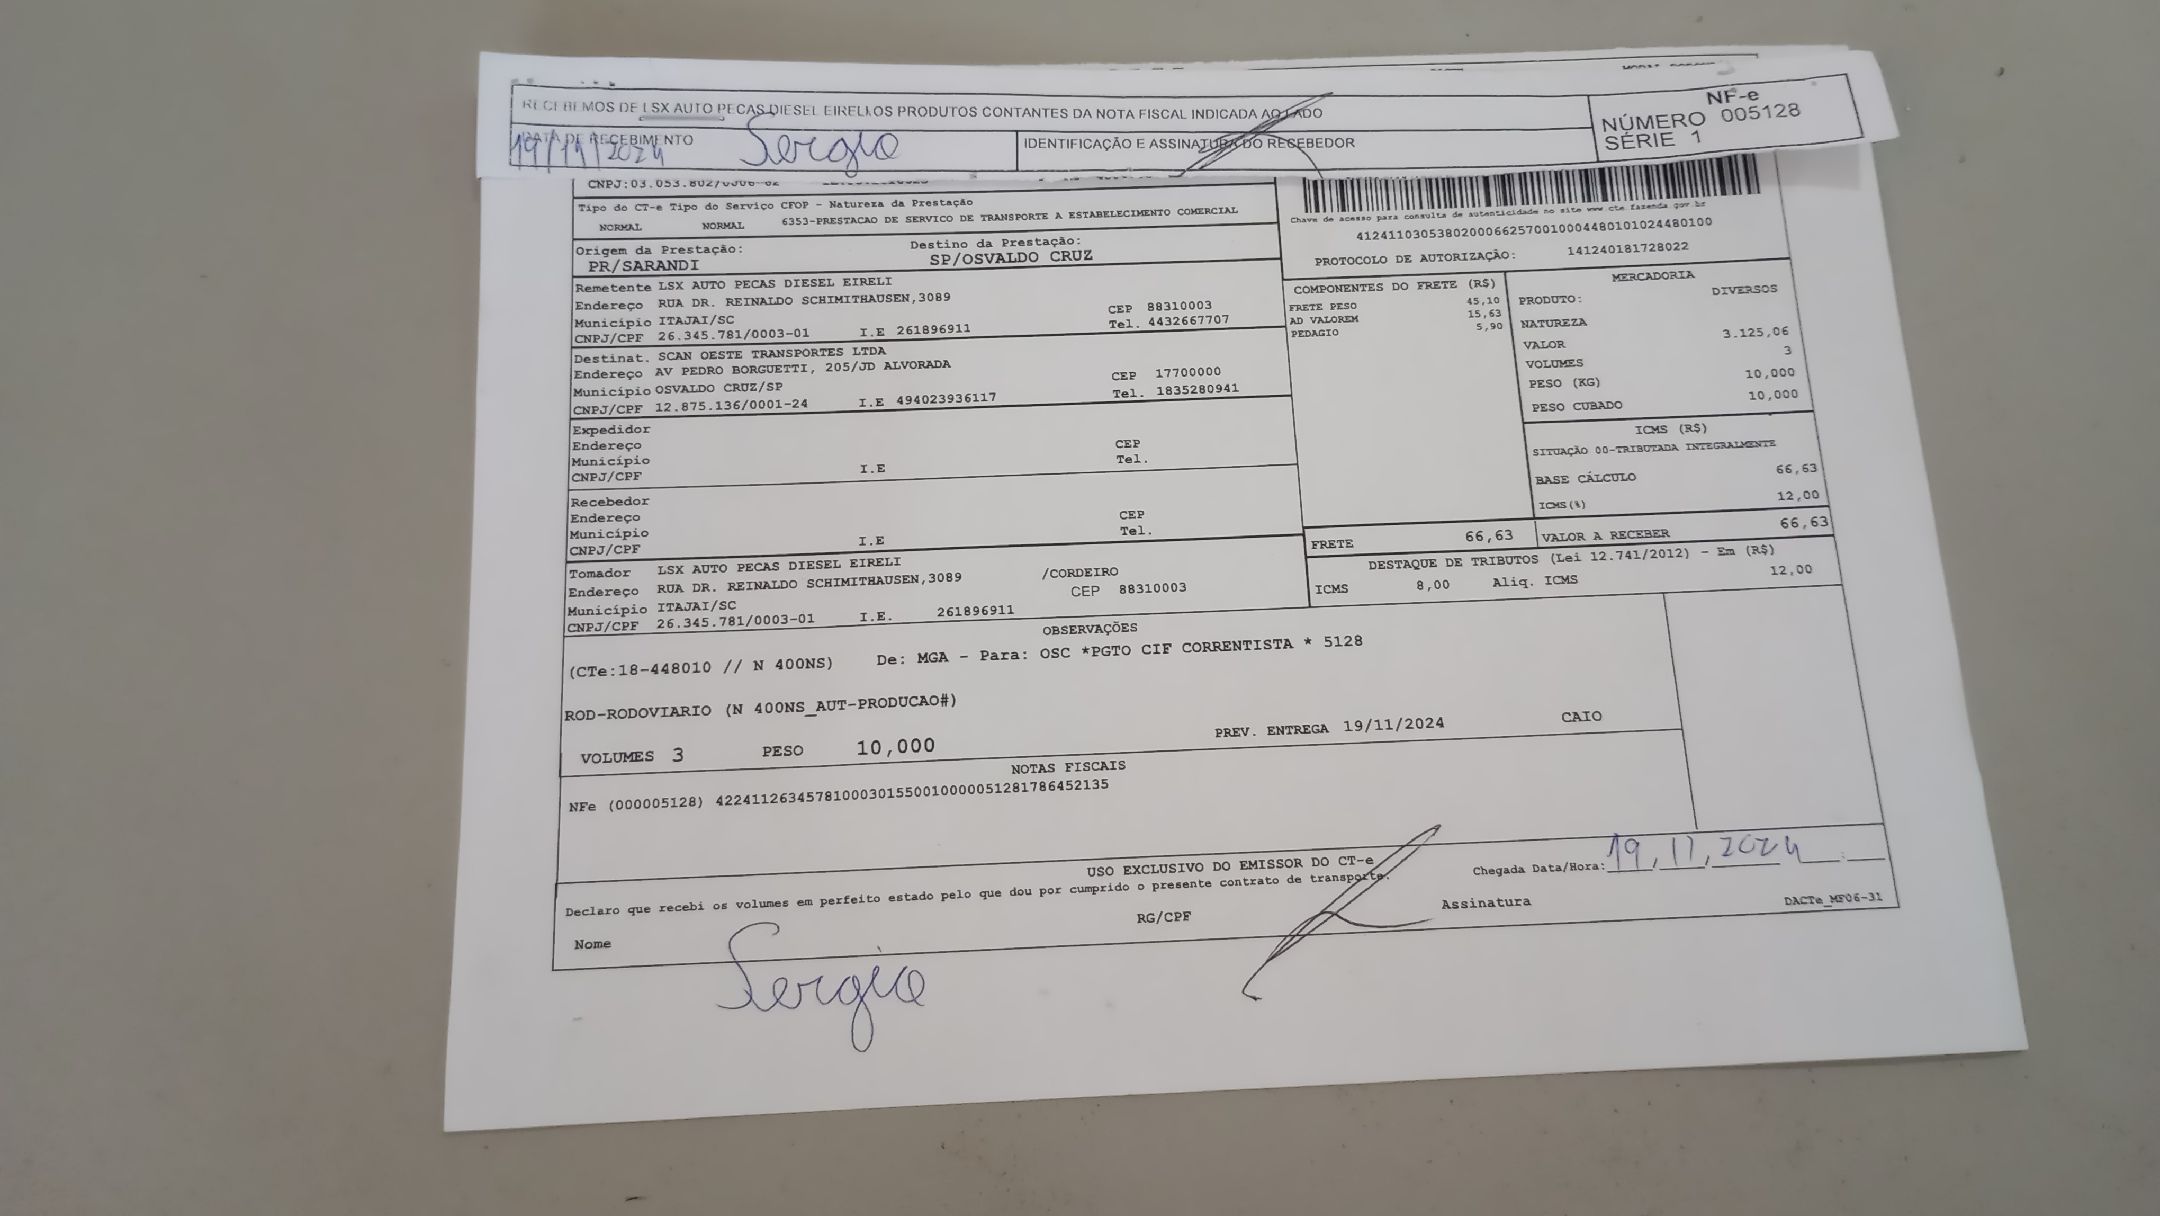 RECEBEMOS DE LSX AUTO PECAS DIESEL EIRELI OS PRODUTOS CONTANTES DA NOTA FISCAL INDICADA AO LADO
NF-e
NÚMERO 005128
SÉRIE 1
DATA DE RECEBIMENTO
19/11/2024
Sergio
IDENTIFICAÇÃO E ASSINATURA DO RECEBEDOR
CNPJ:03.053.802/
Tipo do CT-e Tipo do Serviço CFOP - Natureza da Prestação
NORMAL NORMAL 6353-PRESTACAO DE SERVICO DE TRANSPORTE A ESTABELECIMENTO COMERCIAL
Origem da Prestação: Destino da Prestação:
PR/SARANDI SP/OSVALDO CRUZ
Chave de acesso para consulta de autenticidade no site www.cte.fazenda.gov.br
41241103053802000662570010004480101024480100
PROTOCOLO DE AUTORIZAÇÃO: 141240181728022
Remetente LSX AUTO PECAS DIESEL EIRELI
Endereço RUA DR. REINALDO SCHIMITHAUSEN,3089 CEP 88310003
Município ITAJAI/SC Tel. 4432667707
CNPJ/CPF 26.345.781/0003-01 I.E 261896911
Destinat. SCAN OESTE TRANSPORTES LTDA
Endereço AV PEDRO BORGUETTI, 205/JD ALVORADA CEP 17700000
Município OSVALDO CRUZ/SP Tel. 1835280941
CNPJ/CPF 12.875.136/0001-24 I.E 494023936117
Expedidor
Endereço CEP
Município Tel.
CNPJ/CPF I.E
Recebedor
Endereço CEP
Município Tel.
CNPJ/CPF I.E
Tomador LSX AUTO PECAS DIESEL EIRELI
Endereço RUA DR. REINALDO SCHIMITHAUSEN,3089 /CORDEIRO
Município ITAJAI/SC CEP 88310003
CNPJ/CPF 26.345.781/0003-01 I.E. 261896911
COMPONENTES DO FRETE (R$)
FRETE PESO 45,10
AD VALOREM 15,63
PEDAGIO 5,90
MERCADORIA
PRODUTO: DIVERSOS
NATUREZA
VALOR 3.125,06
VOLUMES 3
PESO (KG) 10,000
PESO CUBADO 10,000
ICMS (R$)
SITUAÇÃO 00-TRIBUTADA INTEGRALMENTE
BASE CÁLCULO 66,63
ICMS(%) 12,00
FRETE 66,63 VALOR A RECEBER 66,63
DESTAQUE DE TRIBUTOS (Lei 12.741/2012) - Em (R$)
ICMS 8,00 Aliq. ICMS 12,00
OBSERVAÇÕES
(CTe:18-448010 // N 400NS) De: MGA - Para: OSC *PGTO CIF CORRENTISTA * 5128
ROD-RODOVIARIO (N 400NS_AUT-PRODUCAO#)
VOLUMES 3 PESO 10,000 PREV. ENTREGA 19/11/2024 CAIO
NOTAS FISCAIS
NFe (000005128) 42241126345781000301550010000051281786452135
USO EXCLUSIVO DO EMISSOR DO CT-e
Declaro que recebi os volumes em perfeito estado pelo que dou por cumprido o presente contrato de transporte.
Chegada Data/Hora: 19,11,2024 :
Nome RG/CPF Assinatura
DACTe_MF06-31
Sergio